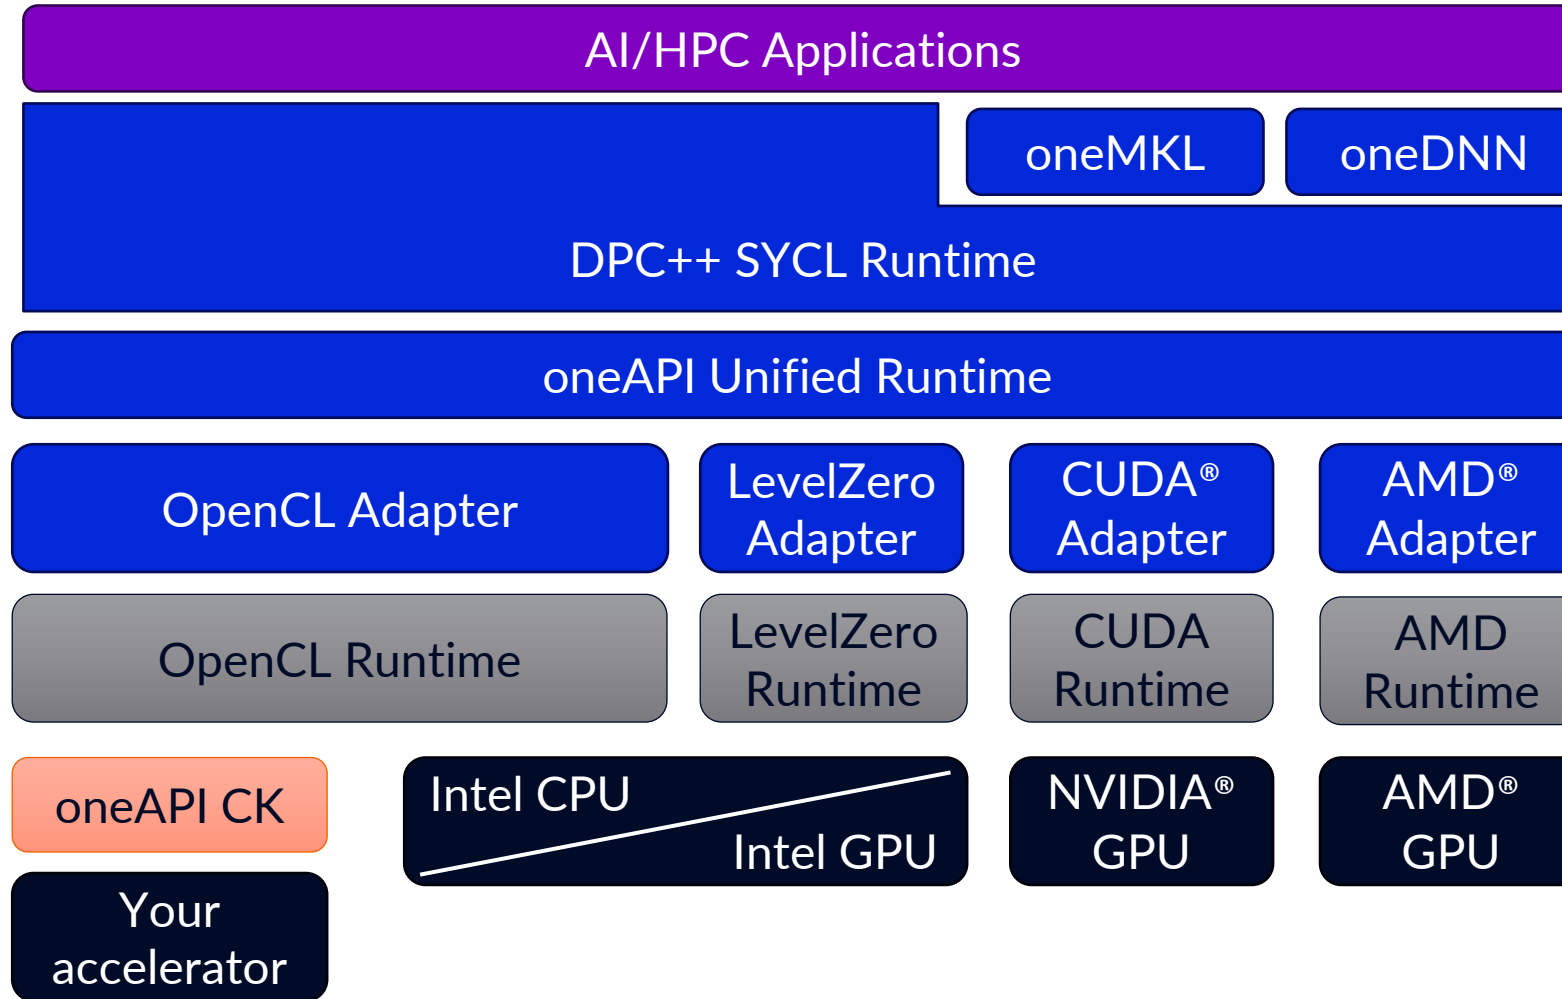 AI/HPC Applications
oneMKL
oneDNN
DPC++ SYCL Runtime
oneAPI Unified Runtime
OpenCL Adapter
LevelZero
Adapter
CUDA®
Adapter
AMD®
Adapter
OpenCL Runtime
LevelZero
Runtime
CUDA
Runtime
AMD
Runtime
oneAPI CK
Intel CPU
Intel GPU
NVIDIA®
GPU
AMD®
GPU
Your
accelerator